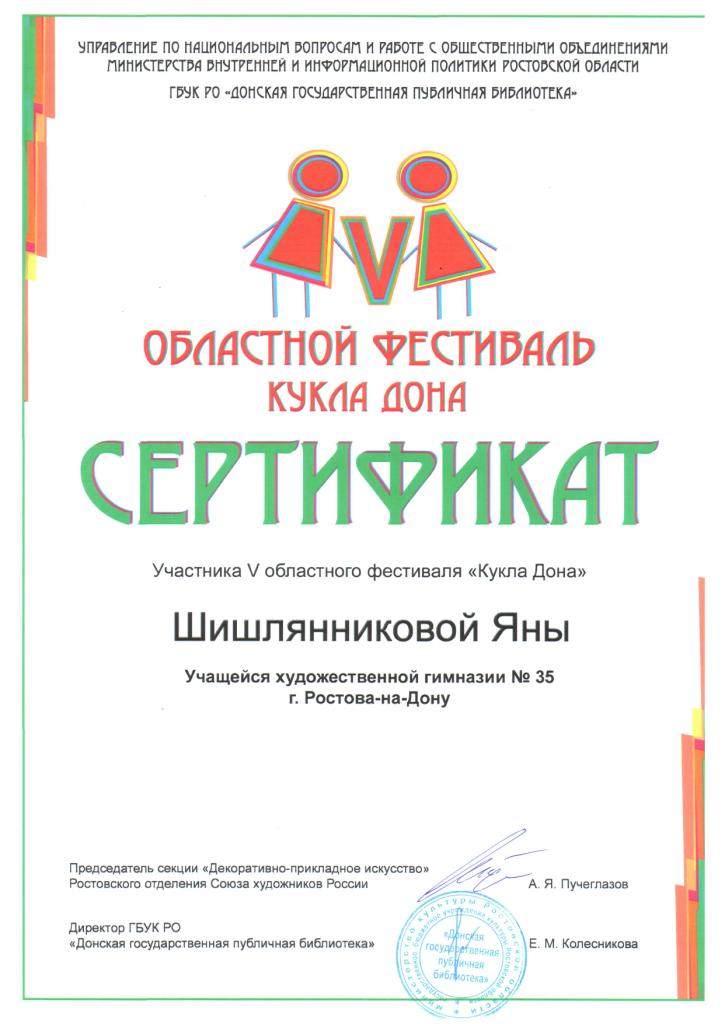 УПРАВЛЕНИЕ ПО НАЦИОНАЛЬНЫМ ВОПРОСАМ И РАБОТЕ С ОБЩЕСТВЕННЫМИ ОБЪЕДИНЕНИЯМИ
МИНИСТЕРСТВА ВНУТРЕННЕЙ И ИНФОРМАЦИОННОЙ ПОЛИТИКИ РОСТОВСКОЙ ОБЛАСТИ
ГБУК РО «ДОНСКАЯ ГОСУДАРСТВЕННАЯ ПУБЛИЧНАЯ БИБЛИОТЕКА»
V
ОБЛАСТНОЙ ФЕСТИВАЛЬ
КУКЛА ДОНА
СЕРТИФИКАТ
Участника V областного фестиваля «Кукла Дона»
Шишлянниковой Яны
Учащейся художественной гимназии № 35
г. Ростова-на-Дону
Председатель секции «Декоративно-прикладное искусство»
Ростовского отделения Союза художников России
А. Я. Пучеглазов
Директор ГБУК РО
«Донская государственная публичная библиотека»
Е. М. Колесникова
министерство культуры Ростовской области
«Донская
государственная
публичная
библиотека»